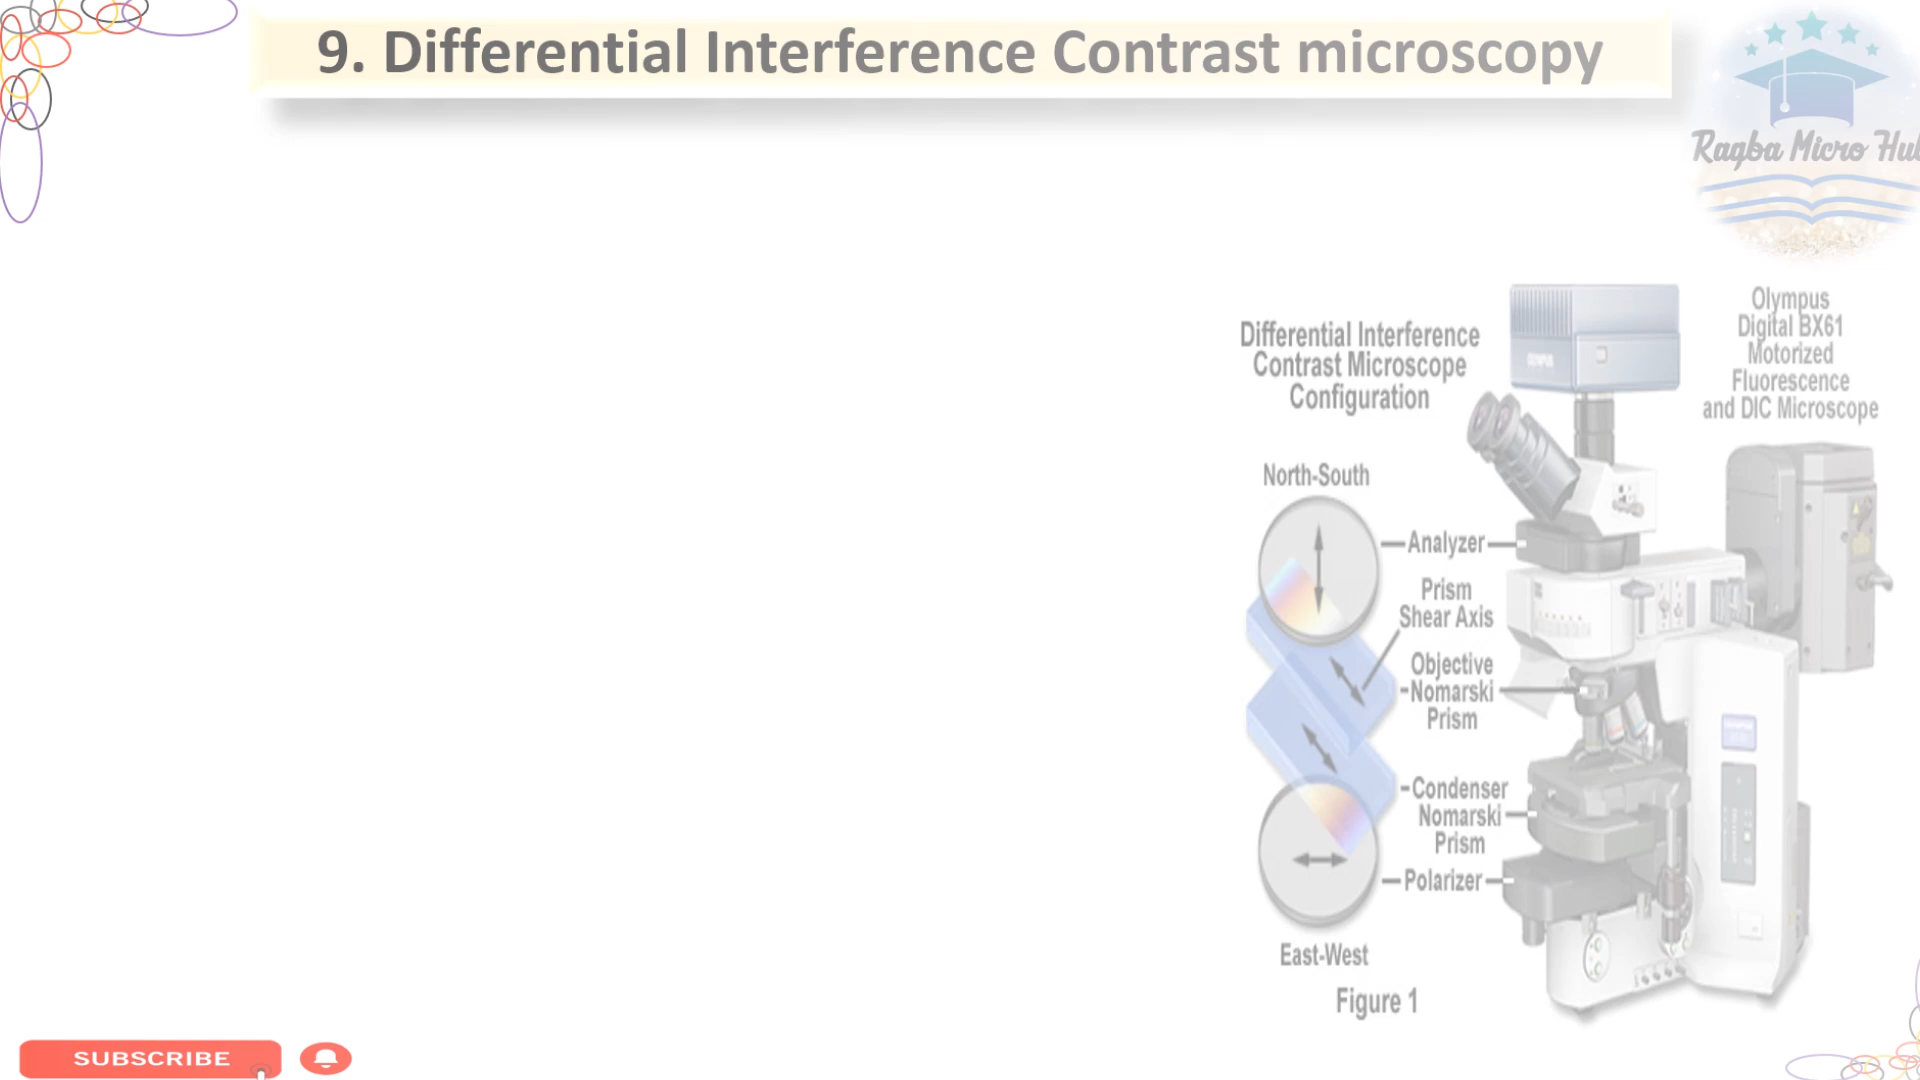 9. Differential Interference Contrast microscopy
Ragba Micro Hub
Differential Interference
Contrast Microscope
Configuration
Olympus
Digital BX61
Motorized
Fluorescence
and DIC Microscope
North-South
Analyzer
Prism
Shear Axis
Objective
Nomarski
Prism
Condenser
Nomarski
Prism
Polarizer
East-West
Figure 1
SUBSCRIBE